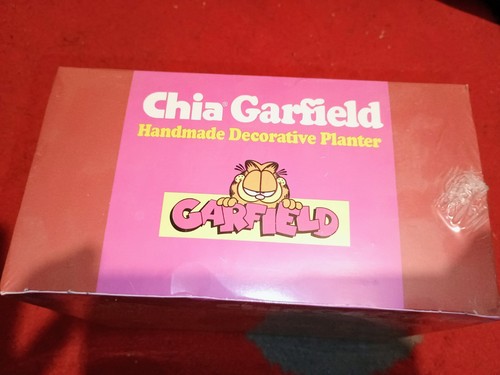 Chia® Garfield
Handmade Decorative Planter
GARFIELD